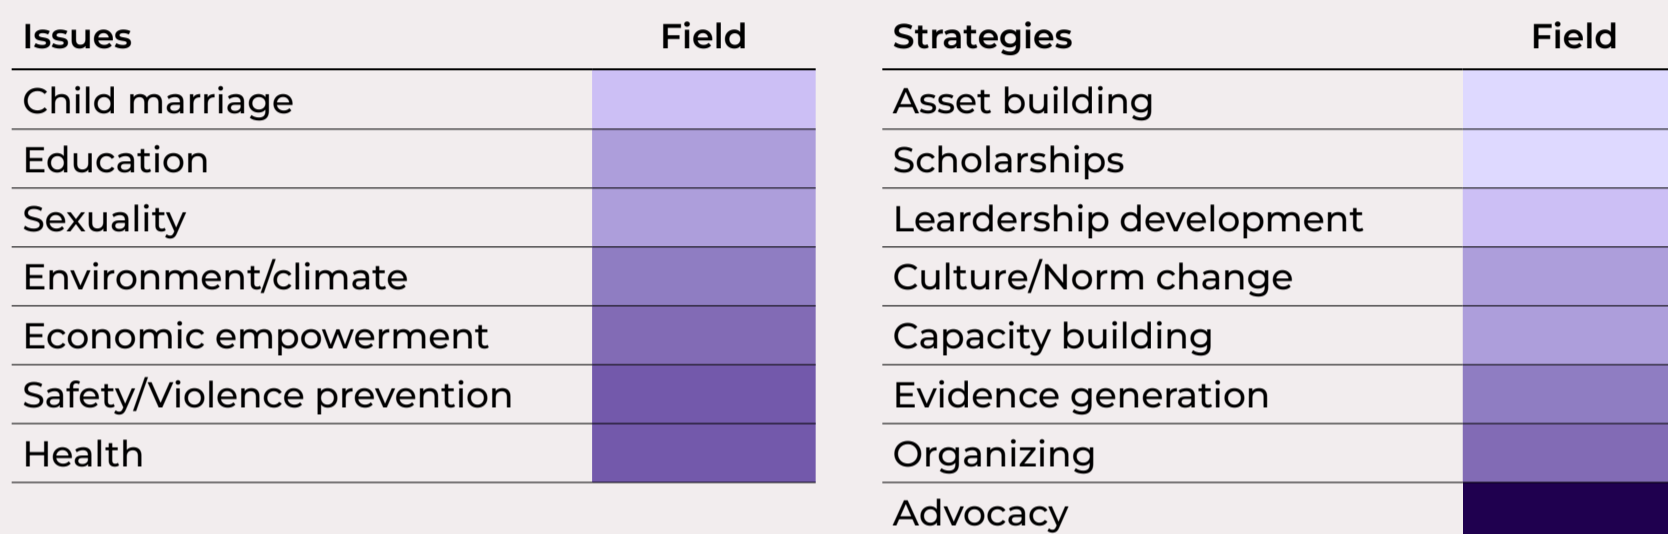 Issues Field
Child marriage
Education
Sexuality
Environment/climate
Economic empowerment
Safety/Violence prevention
Health
Strategies Field
Asset building
Scholarships
Leardership development
Culture/Norm change
Capacity building
Evidence generation
Organizing
Advocacy